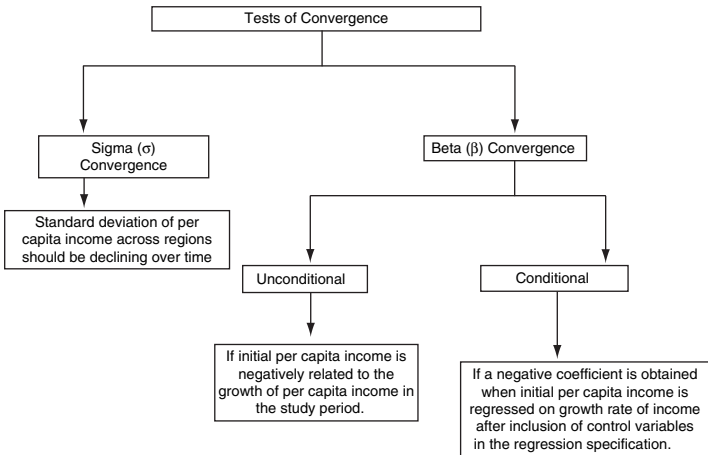 Tests of Convergence
Sigma (σ)
Convergence
Beta (β) Convergence
Standard deviation of per
capita income across regions
should be declining over time
Unconditional
Conditional
If initial per capita income is
negatively related to the
growth of per capita income in
the study period.
If a negative coefficient is obtained
when initial per capita income is
regressed on growth rate of income
after inclusion of control variables
in the regression specification.